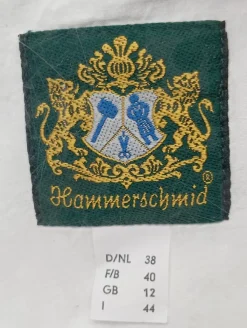 Hammerschmid ®
D/NL 38
F/B 40
GB 12
I 44